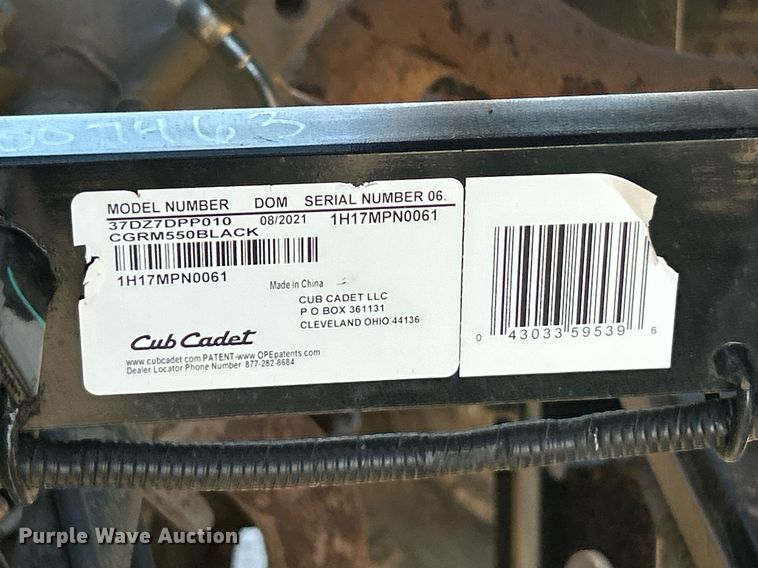 007463
MODEL NUMBER DOM SERIAL NUMBER 06.
37DZ7DPP010 08/2021 1H17MPN0061
CGRM550BLACK
1H17MPN0061
Made in China
CUB CADET LLC
P O BOX 361131
CLEVELAND OHIO 44136
Cub Cadet
www.cubcadet.com PATENT-www.OPEpatents.com
Dealer Locator Phone Number 877-282-8684
0 43033 59539 6
Purple Wave Auction